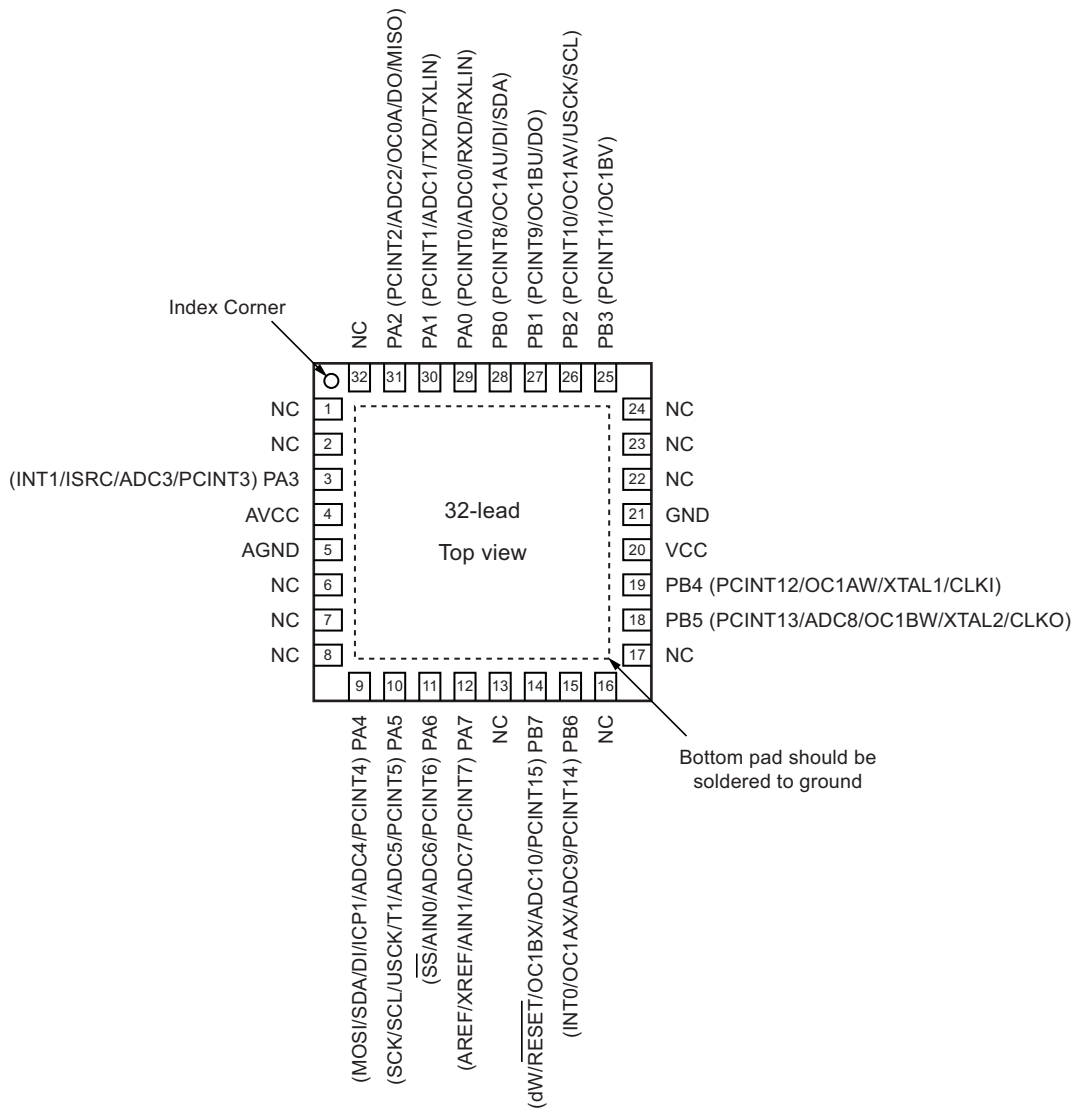 PA2 (PCINT2/ADC2/OC0A/DO/MISO)
PA1 (PCINT1/ADC1/TXD/TXLIN)
PA0 (PCINT0/ADC0/RXD/RXLIN)
PB0 (PCINT8/OC1AU/DI/SDA)
PB1 (PCINT9/OC1BU/DO)
PB2 (PCINT10/OC1AV/USCK/SCL)
PB3 (PCINT11/OC1BV)
Index Corner
NC
32
31
30
29
28
27
26
25
NC 1
NC 2
(INT1/ISRC/ADC3/PCINT3) PA3 3
AVCC 4
AGND 5
NC 6
NC 7
NC 8
32-lead
Top view
24 NC
23 NC
22 NC
21 GND
20 VCC
19 PB4 (PCINT12/OC1AW/XTAL1/CLKI)
18 PB5 (PCINT13/ADC8/OC1BW/XTAL2/CLKO)
17 NC
9
10
11
12
13
14
15
16
(MOSI/SDA/DI/ICP1/ADC4/PCINT4) PA4
(SCK/SCL/USCK/T1/ADC5/PCINT5) PA5
(SS/AIN0/ADC6/PCINT6) PA6
(AREF/XREF/AIN1/ADC7/PCINT7) PA7
NC
(dW/RESET/OC1BX/ADC10/PCINT15) PB7
(INT0/OC1AX/ADC9/PCINT14) PB6
NC
Bottom pad should be
soldered to ground